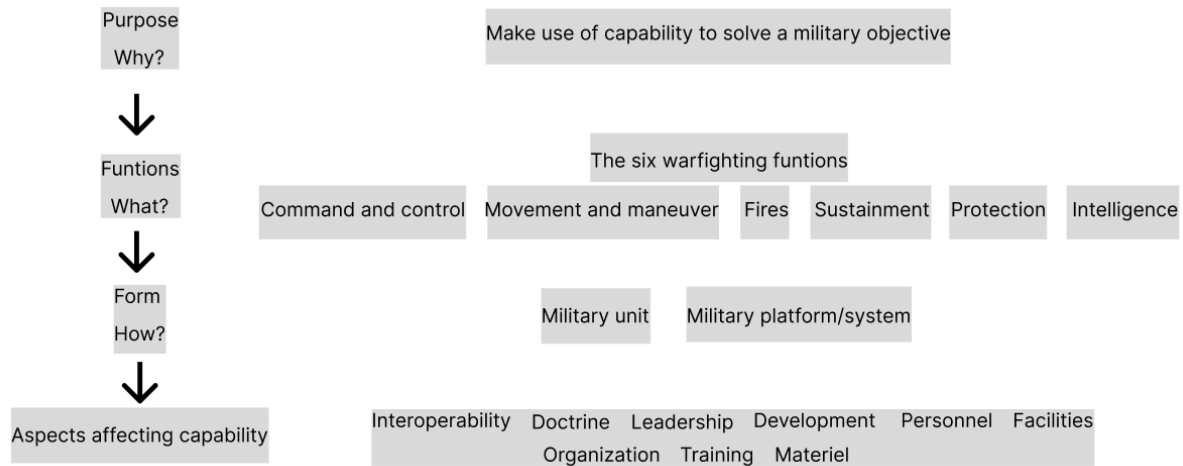 Purpose
Why?
Make use of capability to solve a military objective
Funtions
What?
The six warfighting funtions
Command and control Movement and maneuver Fires Sustainment Protection Intelligence
Form
How?
Military unit Military platform/system
Aspects affecting capability
Interoperability Doctrine Leadership Development Personnel Facilities
Organization Training Materiel